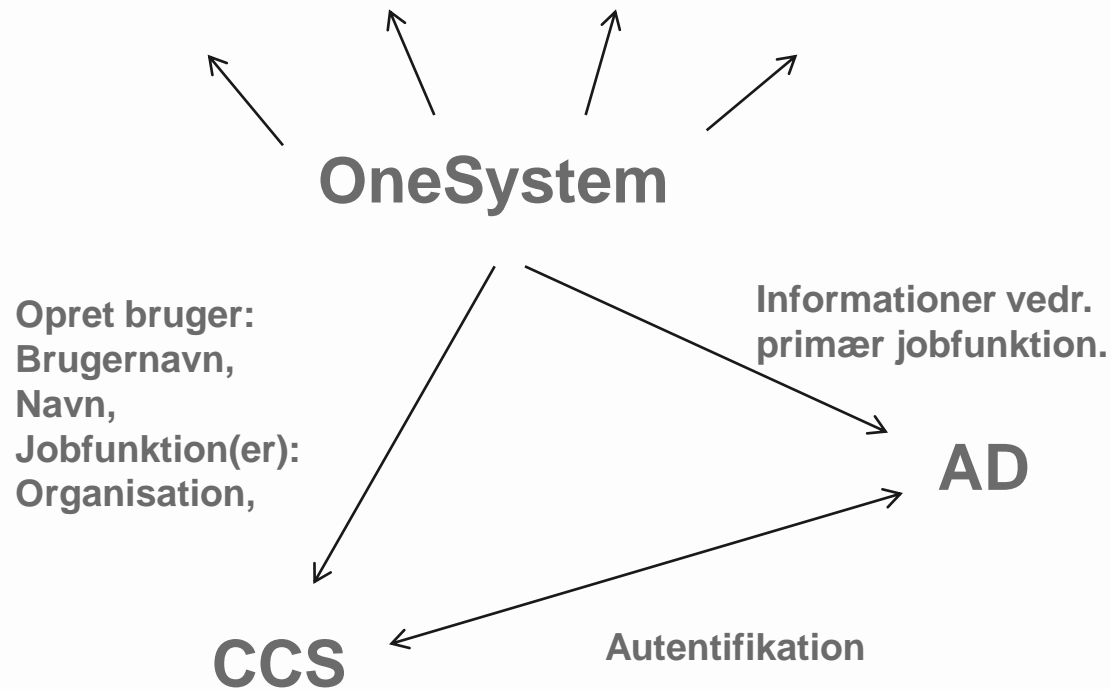 OneSystem
Opret bruger:
Brugernavn,
Navn,
Jobfunktion(er):
Organisation,
Informationer vedr.
primær jobfunktion.
AD
CCS
Autentifikation